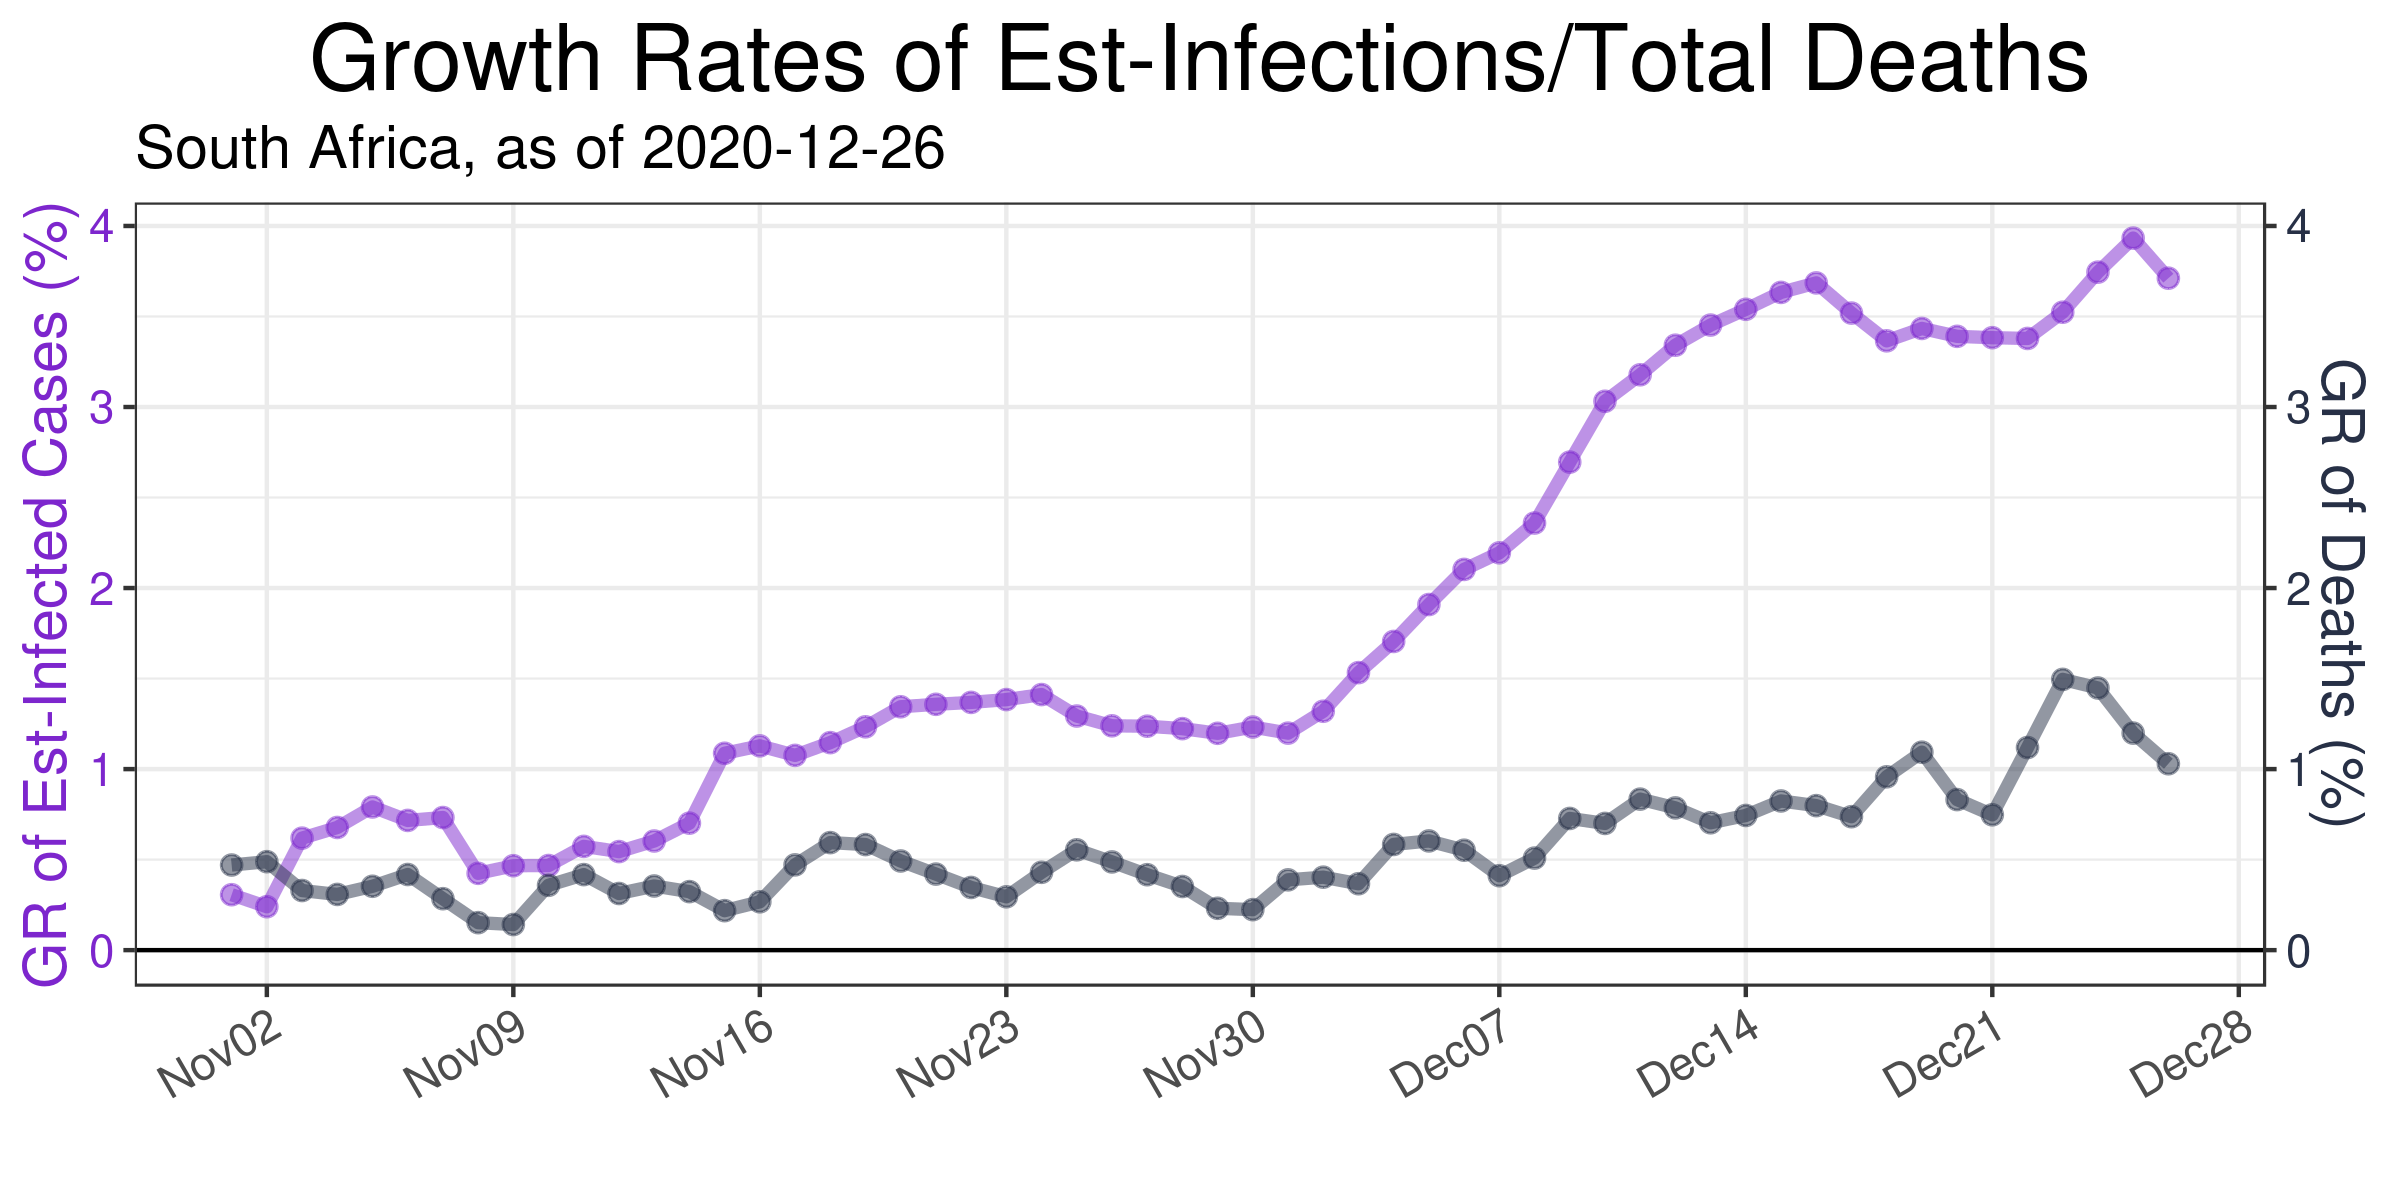 Growth Rates of Est-Infections/Total Deaths
South Africa, as of 2020-12-26
GR of Est-Infected Cases (%)
4
3
2
1
0
4
3
2
1
0
GR of Deaths (%)
Nov02
Nov09
Nov16
Nov23
Nov30
Dec07
Dec14
Dec21
Dec28